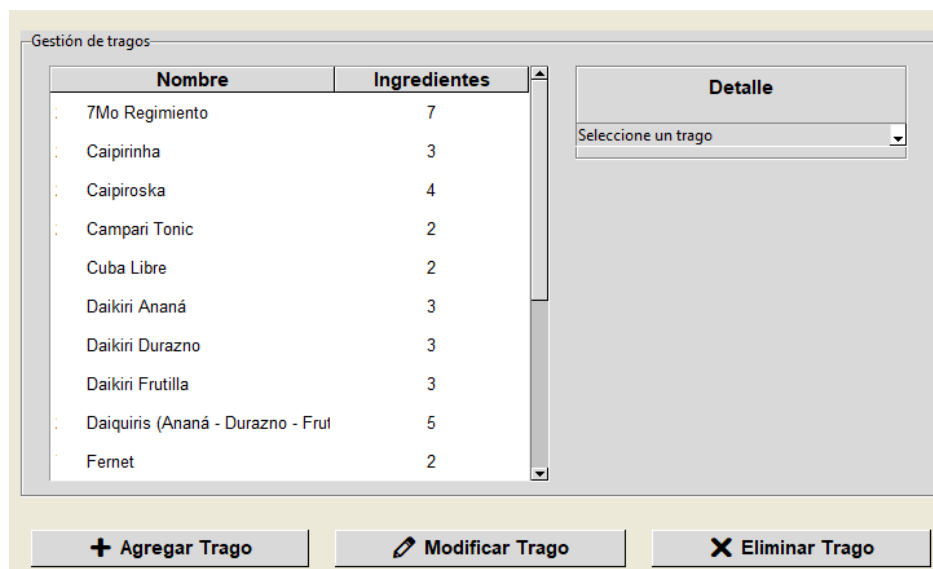 Gestión de tragos
Nombre Ingredientes
7Mo Regimiento 7
Caipirinha 3
Caipiroska 4
Campari Tonic 2
Cuba Libre 2
Daikiri Ananá 3
Daikiri Durazno 3
Daikiri Frutilla 3
Daiquiris (Ananá - Durazno - Frut 5
Fernet 2
Detalle
Seleccione un trago
Agregar Trago
Modificar Trago
Eliminar Trago